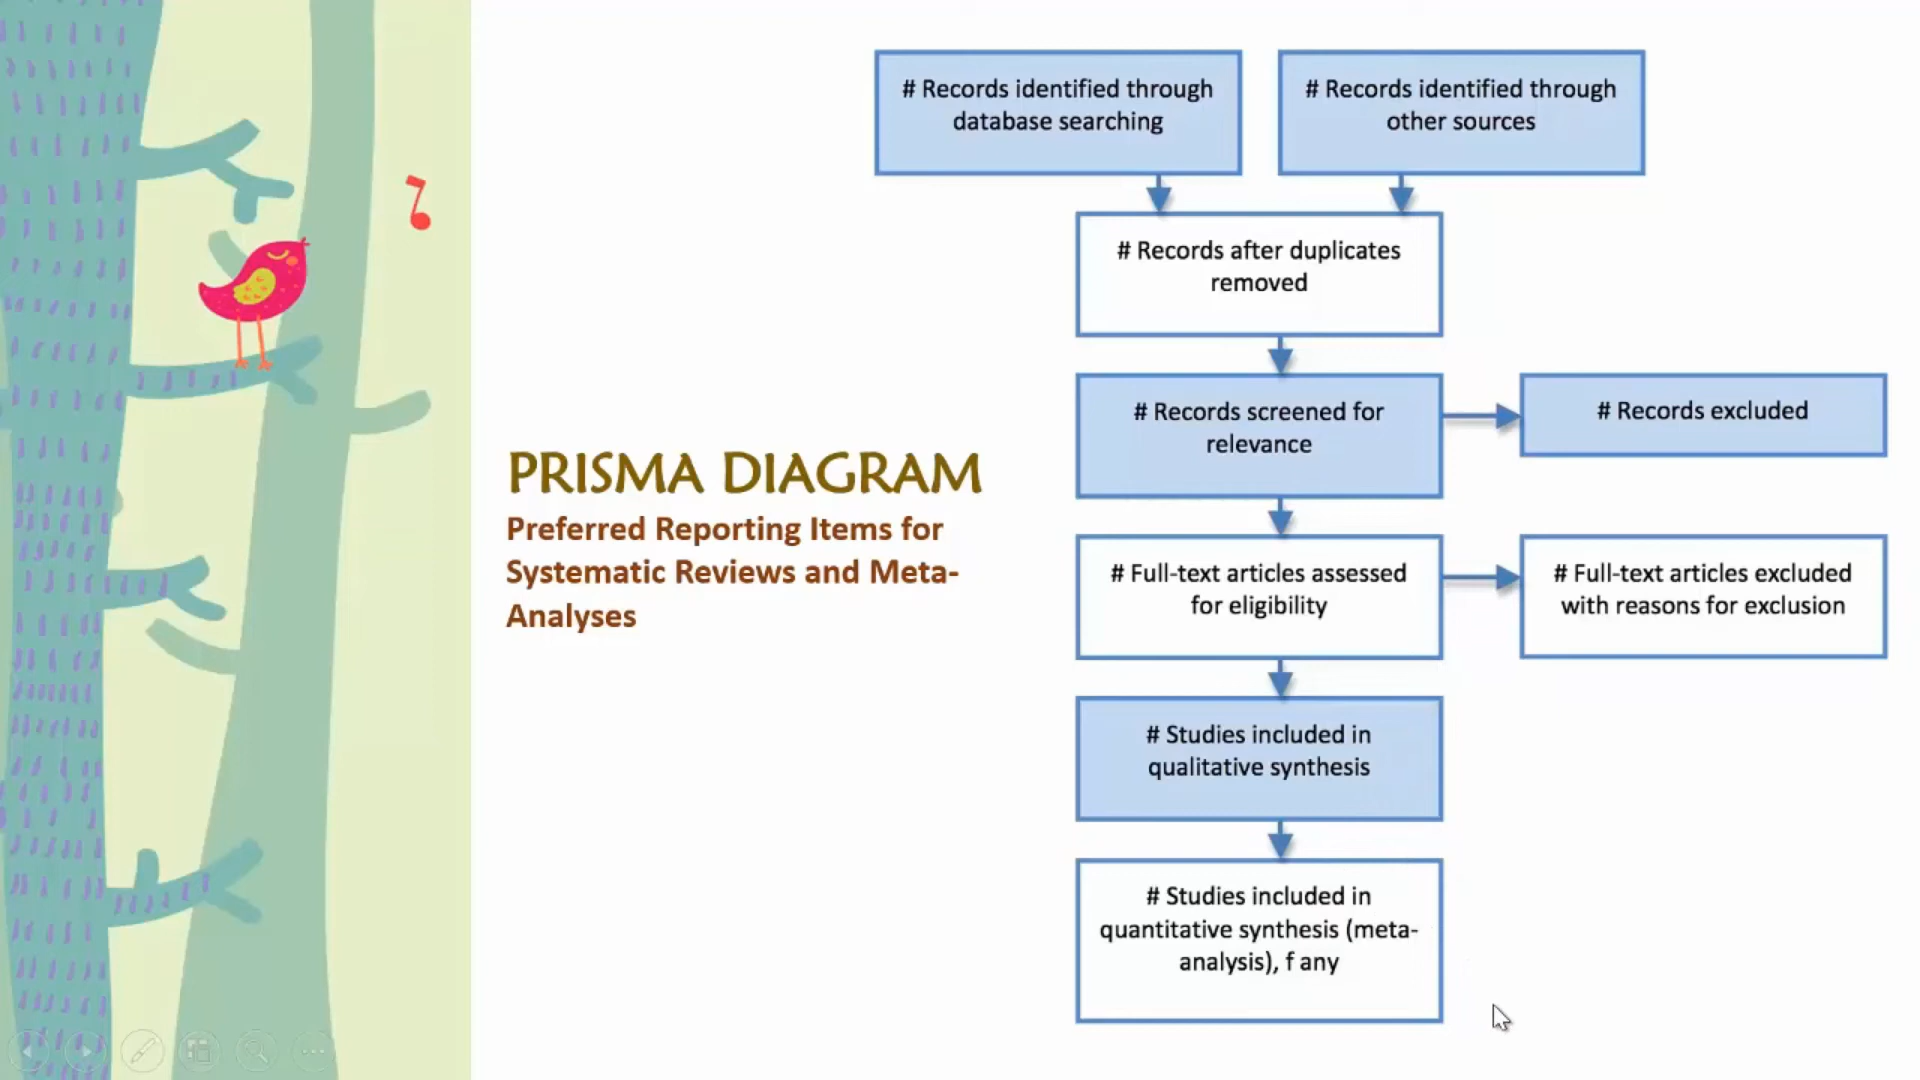 PRISMA DIAGRAM
Preferred Reporting Items for
Systematic Reviews and Meta-
Analyses
# Records identified through
database searching
# Records identified through
other sources
# Records after duplicates
removed
# Records screened for
relevance
# Records excluded
# Full-text articles assessed
for eligibility
# Full-text articles excluded
with reasons for exclusion
# Studies included in
qualitative synthesis
# Studies included in
quantitative synthesis (meta-
analysis), f any